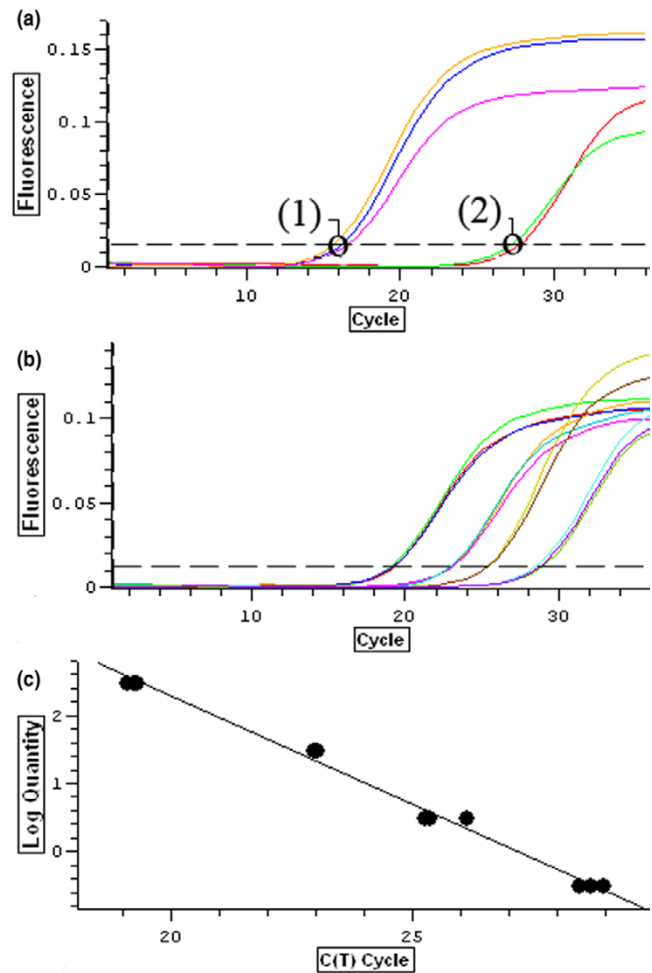 (a)
Fluorescence
0.15
0.1
0.05
0
(1)
(2)
10 20 30
Cycle
(b)
Fluorescence
0.1
0.05
0
10 20 30
Cycle
(c)
Log Quantity
2
1
0
20 25
C(T) Cycle